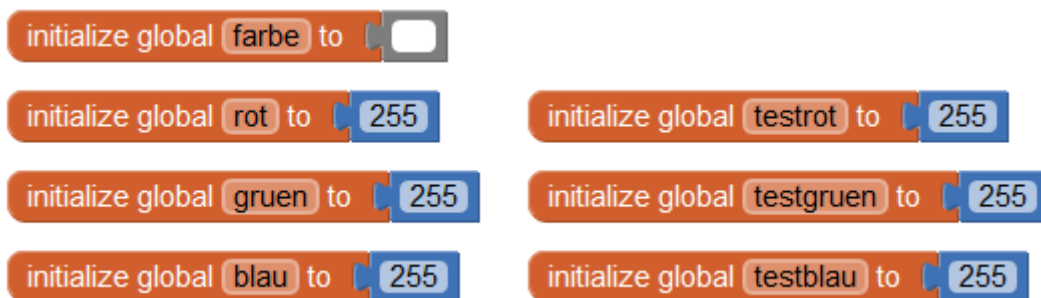 initialize global farbe to
initialize global rot to 255
initialize global testrot to 255
initialize global gruen to 255
initialize global testgruen to 255
initialize global blau to 255
initialize global testblau to 255